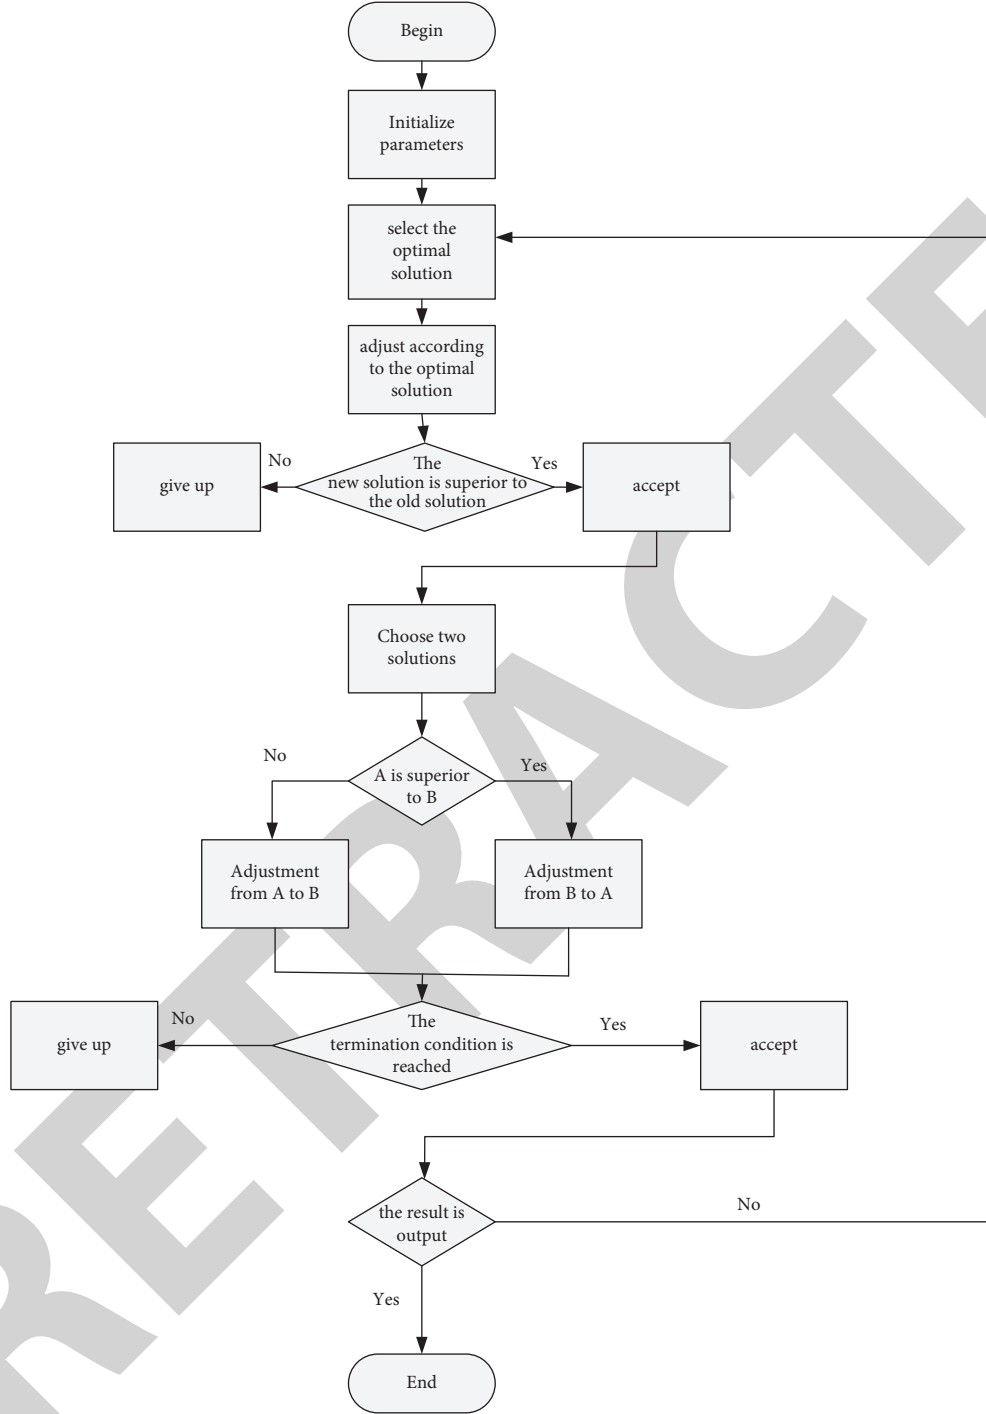 Begin
Initialize
parameters
select the
optimal
solution
adjust according
to the optimal
solution
give up
No
The
new solution is superior to
the old solution
Yes
accept
Choose two
solutions
No
A is superior
to B
Yes
Adjustment
from A to B
Adjustment
from B to A
give up
No
The
termination condition is
reached
Yes
accept
the result is
output
No
Yes
End
RETRACTE